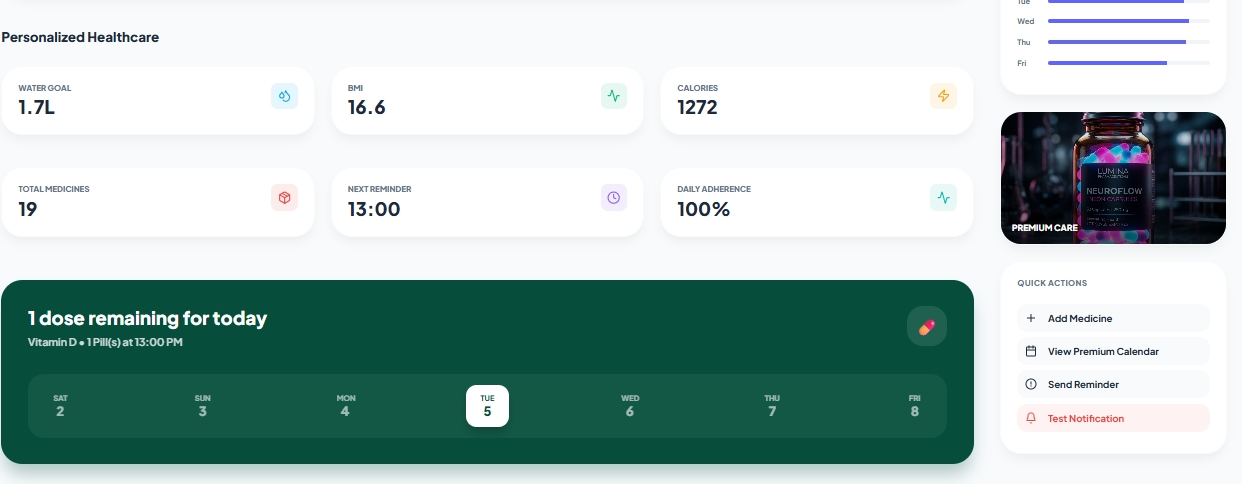 Personalized Healthcare
WATER GOAL
1.7L
BMI
16.6
CALORIES
1272
TOTAL MEDICINES
19
NEXT REMINDER
13:00
DAILY ADHERENCE
100%
1 dose remaining for today
Vitamin D • 1 Pill(s) at 13:00 PM
SAT
2
SUN
3
MON
4
TUE
5
WED
6
THU
7
FRI
8
Tue
Wed
Thu
Fri
LUMINA
NEUROFLOW
NEON CAPSULES
PREMIUM CARE
QUICK ACTIONS
Add Medicine
View Premium Calendar
Send Reminder
Test Notification